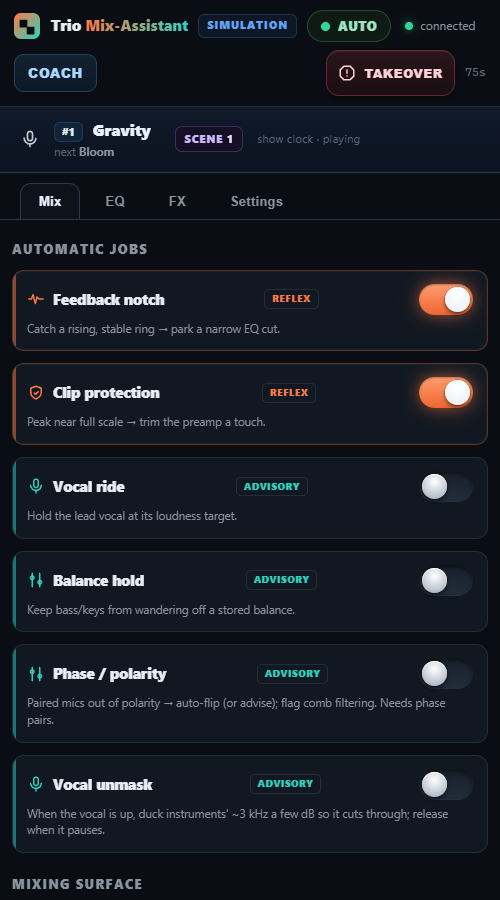 Trio Mix-Assistant SIMULATION AUTO connected
COACH TAKEOVER 75s
#1 Gravity SCENE 1 show clock · playing
next Bloom
Mix EQ FX Settings
AUTOMATIC JOBS
Feedback notch REFLEX
Catch a rising, stable ring → park a narrow EQ cut.
Clip protection REFLEX
Peak near full scale → trim the preamp a touch.
Vocal ride ADVISORY
Hold the lead vocal at its loudness target.
Balance hold ADVISORY
Keep bass/keys from wandering off a stored balance.
Phase / polarity ADVISORY
Paired mics out of polarity → auto-flip (or advise); flag comb filtering. Needs phase
pairs.
Vocal unmask ADVISORY
When the vocal is up, duck instruments' ~3 kHz a few dB so it cuts through; release
when it pauses.
MIXING SURFACE